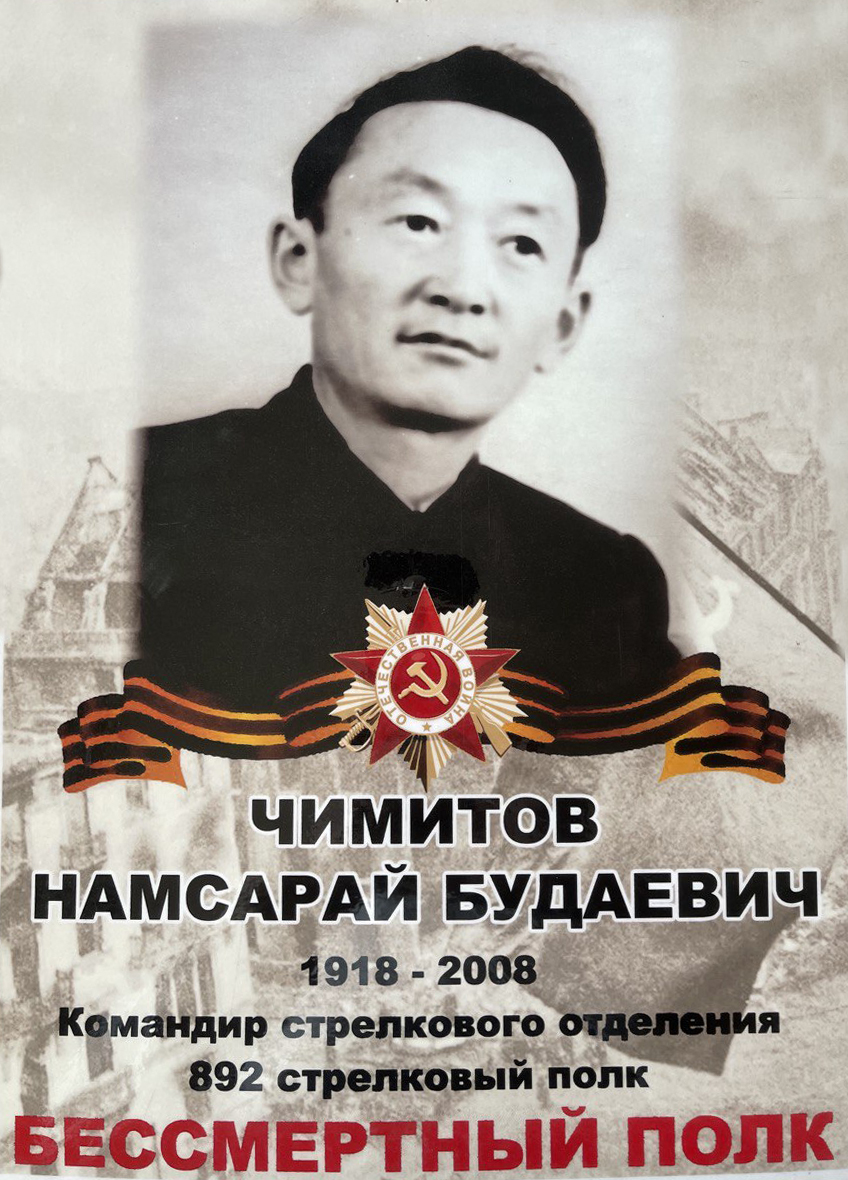 ОТЕЧЕСТВЕННАЯ ВОЙНА
ЧИМИТОВ
НАМСАРАЙ БУДАЕВИЧ
1918 - 2008
Командир стрелкового отделения
892 стрелковый полк
БЕССМЕРТНЫЙ ПОЛК